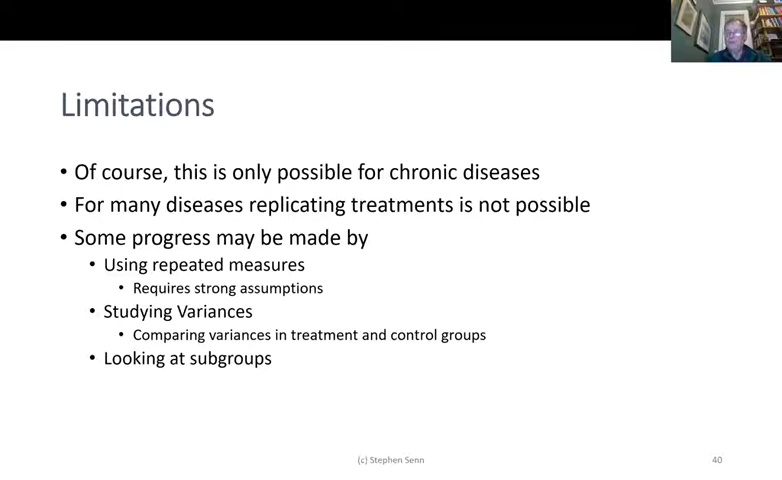 Limitations
• Of course, this is only possible for chronic diseases
• For many diseases replicating treatments is not possible
• Some progress may be made by
• Using repeated measures
• Requires strong assumptions
• Studying Variances
• Comparing variances in treatment and control groups
• Looking at subgroups
(c) Stephen Senn
40